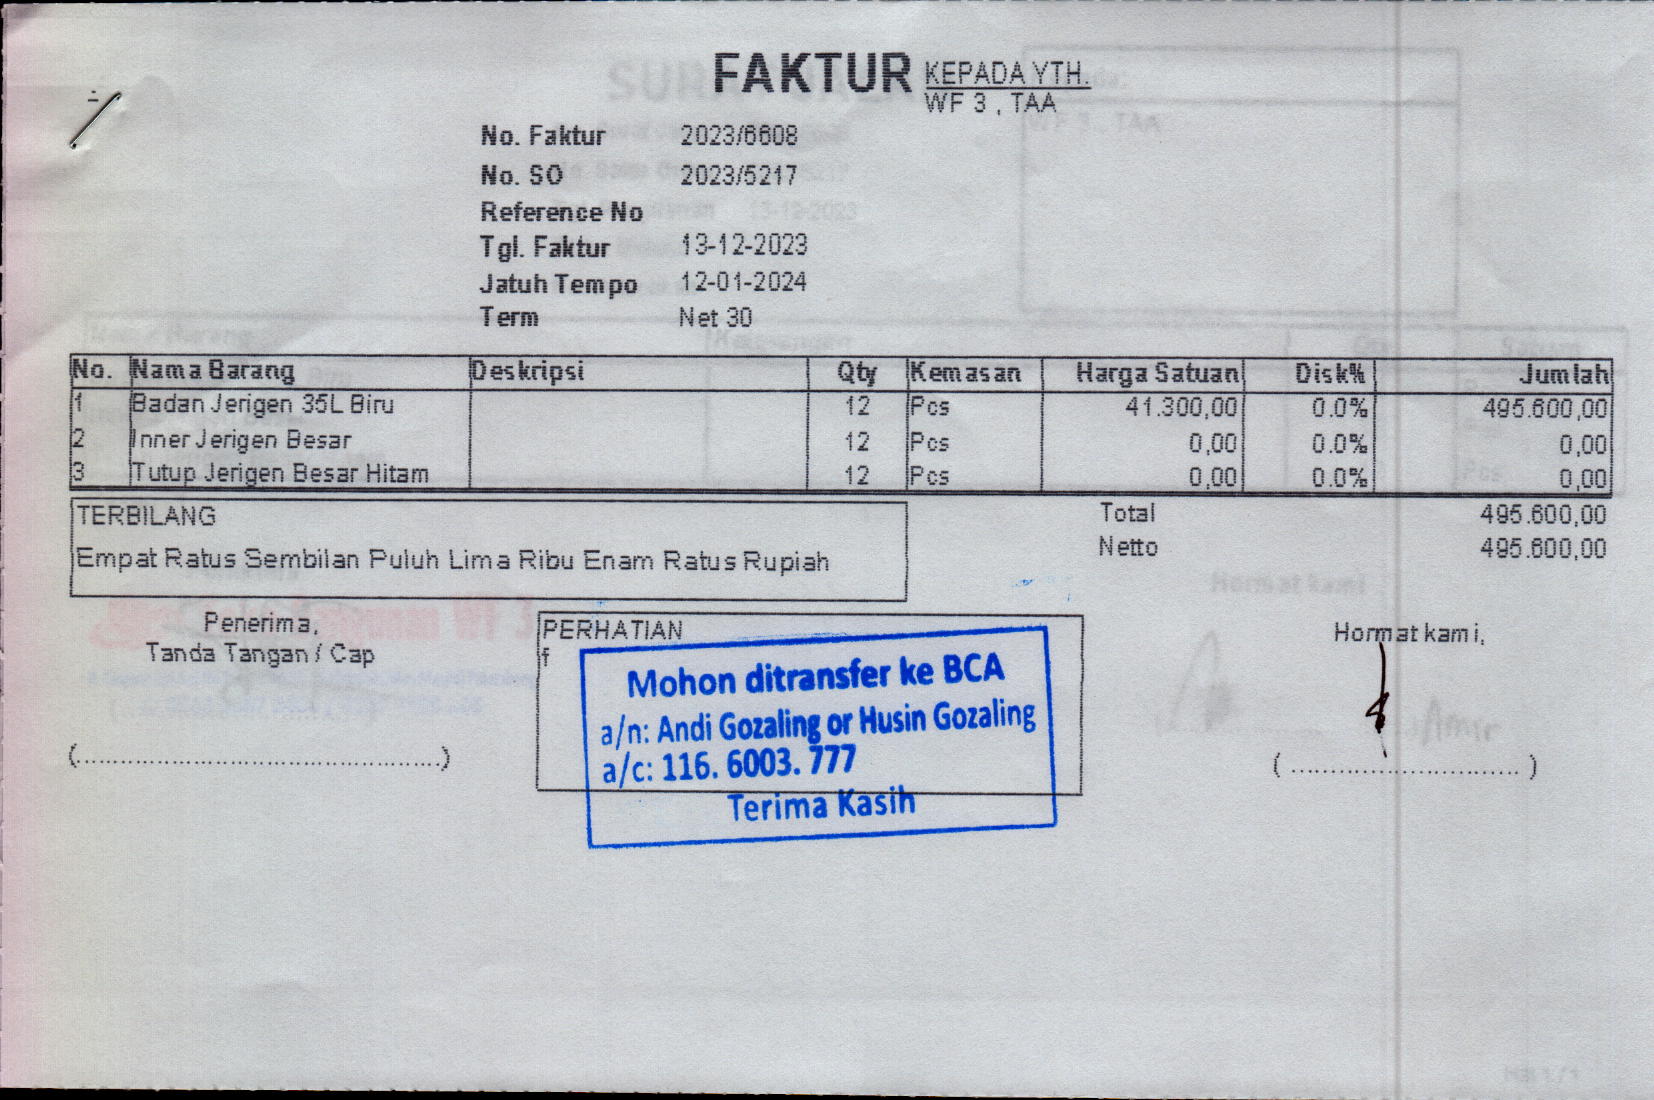 FAKTUR
KEPADA YTH.
WF 3 , TAA
No. Faktur 2023/6608
No. SO 2023/5217
Reference No
Tgl. Faktur 13-12-2023
Jatuh Tempo 12-01-2024
Term Net 30
No. Nama Barang Deskripsi Qty Kemasan Harga Satuan Disk% Jumlah
1 Badan Jerigen 35L Biru 12 Pcs 41.300,00 0.0% 495.600,00
2 Inner Jerigen Besar 12 Pcs 0,00 0.0% 0,00
3 Tutup Jerigen Besar Hitam 12 Pcs 0,00 0.0% 0,00
TERBILANG
Empat Ratus Sembilan Puluh Lima Ribu Enam Ratus Rupiah
Total 495.600,00
Netto 495.600,00
Penerima,
Tanda Tangan / Cap
(................................................)
PERHATIAN
f
Mohon ditransfer ke BCA
a/n: Andi Gozaling or Husin Gozaling
a/c: 116. 6003. 777
Terima Kasih
Hormat kami,
( .............................. )